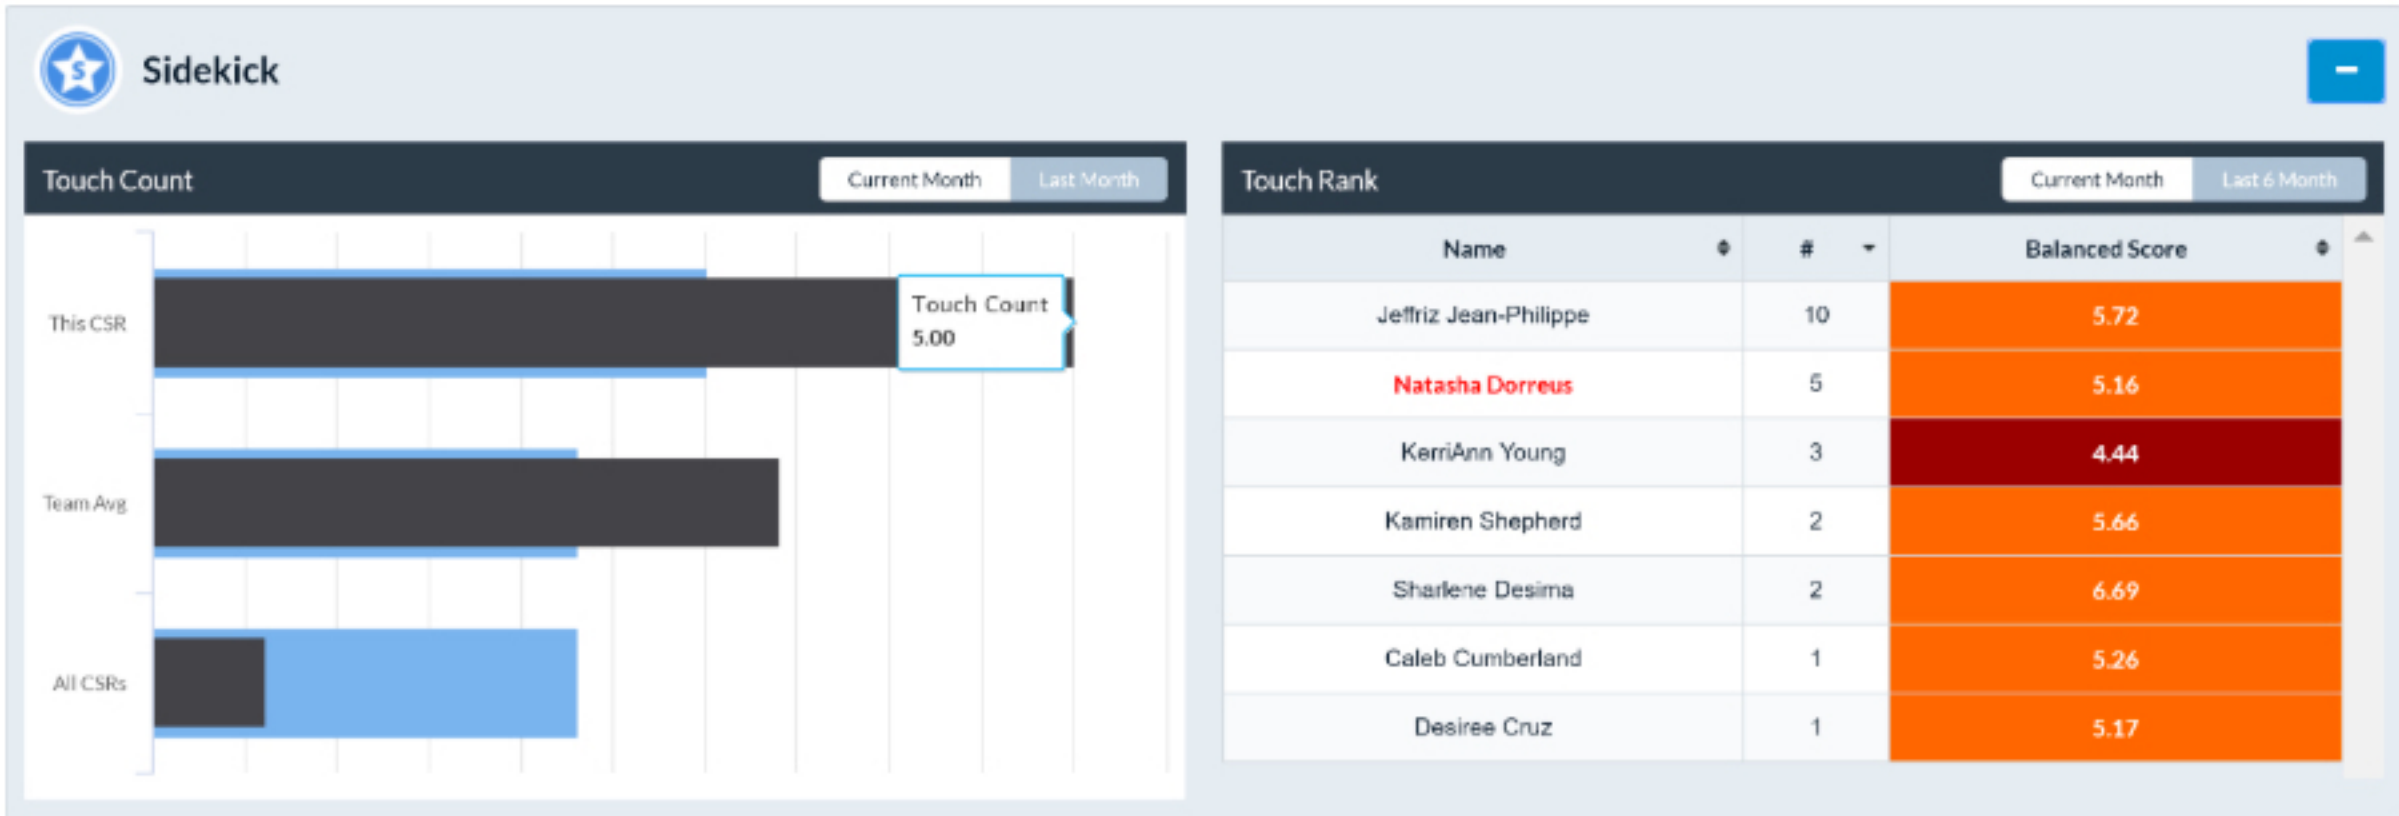 S
Sidekick
Touch Count
Current Month
Last Month
This CSR
Touch Count
5.00
Team Avg
All CSRs
Touch Rank
Current Month
Last 6 Month
Name # Balanced Score
Jeffriz Jean-Philippe 10 5.72
Natasha Dorreus 5 5.16
KerriAnn Young 3 4.44
Kamiren Shepherd 2 5.66
Sharlene Desima 2 6.69
Caleb Cumberland 1 5.26
Desiree Cruz 1 5.17